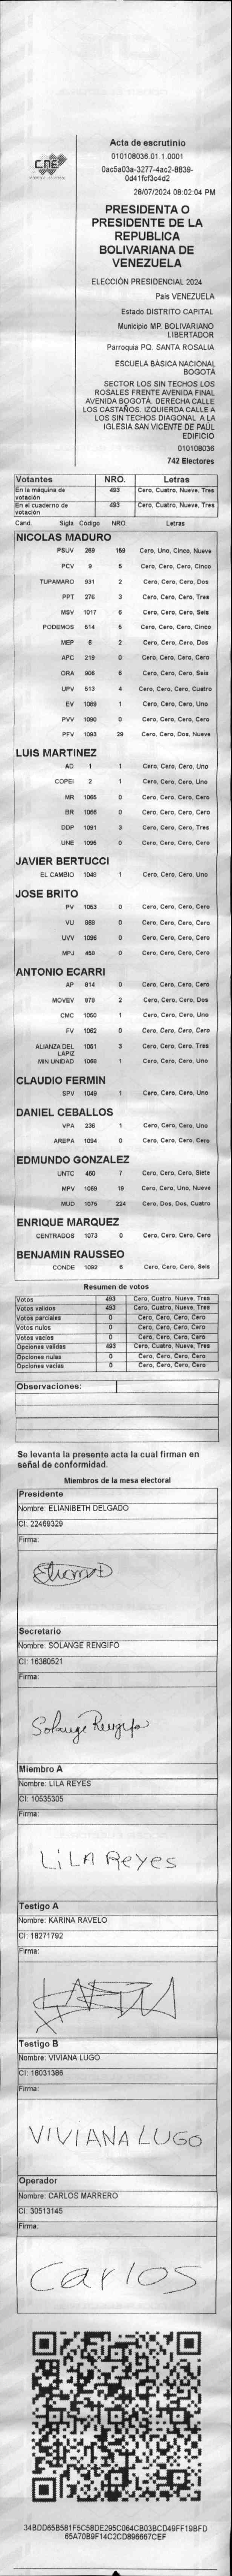 CNE
Acta de escrutinio
010108036.01.1.0001
0ac5a03a-3277-4ac2-8839-
0d41fcf3c4d2
28/07/2024 08:02:04 PM
PRESIDENTA O
PRESIDENTE DE LA
REPUBLICA
BOLIVARIANA DE
VENEZUELA
ELECCIÓN PRESIDENCIAL 2024
País VENEZUELA
Estado DISTRITO CAPITAL
Municipio MP. BOLIVARIANO
LIBERTADOR
Parroquia PQ. SANTA ROSALIA
ESCUELA BÁSICA NACIONAL
BOGOTÁ
SECTOR LOS SIN TECHOS LOS
ROSALES FRENTE AVENIDA FINAL
AVENIDA BOGOTÁ. DERECHA CALLE
LOS CASTAÑOS. IZQUIERDA CALLE A
LOS SIN TECHOS DIAGONAL A LA
IGLESIA SAN VICENTE DE PAUL
EDIFICIO
010108036
742 Electores
Votantes NRO. Letras
En la máquina de votación 493 Cero, Cuatro, Nueve, Tres
En el cuaderno de votación 493 Cero, Cuatro, Nueve, Tres
Cand. Sigla Código NRO. Letras
NICOLAS MADURO
PSUV 269 159 Cero, Uno, Cinco, Nueve
PCV 9 5 Cero, Cero, Cero, Cinco
TUPAMARO 931 2 Cero, Cero, Cero, Dos
PPT 276 3 Cero, Cero, Cero, Tres
MSV 1017 6 Cero, Cero, Cero, Seis
PODEMOS 514 5 Cero, Cero, Cero, Cinco
MEP 6 2 Cero, Cero, Cero, Dos
APC 219 0 Cero, Cero, Cero, Cero
ORA 906 6 Cero, Cero, Cero, Seis
UPV 513 4 Cero, Cero, Cero, Cuatro
EV 1089 1 Cero, Cero, Cero, Uno
PVV 1090 0 Cero, Cero, Cero, Cero
PFV 1093 29 Cero, Cero, Dos, Nueve
LUIS MARTINEZ
AD 1 1 Cero, Cero, Cero, Uno
COPEI 2 1 Cero, Cero, Cero, Uno
MR 1065 0 Cero, Cero, Cero, Cero
BR 1066 0 Cero, Cero, Cero, Cero
DDP 1091 3 Cero, Cero, Cero, Tres
UNE 1095 0 Cero, Cero, Cero, Cero
JAVIER BERTUCCI
EL CAMBIO 1048 1 Cero, Cero, Cero, Uno
JOSE BRITO
PV 1053 0 Cero, Cero, Cero, Cero
VU 969 0 Cero, Cero, Cero, Cero
UVV 1096 0 Cero, Cero, Cero, Cero
MPJ 459 0 Cero, Cero, Cero, Cero
ANTONIO ECARRI
AP 914 0 Cero, Cero, Cero, Cero
MOVEV 978 2 Cero, Cero, Cero, Dos
CMC 1050 1 Cero, Cero, Cero, Uno
FV 1062 0 Cero, Cero, Cero, Cero
ALIANZA DEL LAPIZ 1051 3 Cero, Cero, Cero, Tres
MIN UNIDAD 1068 1 Cero, Cero, Cero, Uno
CLAUDIO FERMIN
SPV 1049 1 Cero, Cero, Cero, Uno
DANIEL CEBALLOS
VPA 236 1 Cero, Cero, Cero, Uno
AREPA 1094 0 Cero, Cero, Cero, Cero
EDMUNDO GONZALEZ
UNTC 460 7 Cero, Cero, Cero, Siete
MPV 1069 19 Cero, Cero, Uno, Nueve
MUD 1075 224 Cero, Dos, Dos, Cuatro
ENRIQUE MARQUEZ
CENTRADOS 1073 0 Cero, Cero, Cero, Cero
BENJAMIN RAUSSEO
CONDE 1092 6 Cero, Cero, Cero, Seis
Resumen de votos
Votos 493 Cero, Cuatro, Nueve, Tres
Votos validos 493 Cero, Cuatro, Nueve, Tres
Votos parciales 0 Cero, Cero, Cero, Cero
Votos nulos 0 Cero, Cero, Cero, Cero
Votos vacios 0 Cero, Cero, Cero, Cero
Opciones validas 493 Cero, Cuatro, Nueve, Tres
Opciones nulas 0 Cero, Cero, Cero, Cero
Opciones vacias 0 Cero, Cero, Cero, Cero
Observaciones:
Se levanta la presente acta la cual firman en
señal de conformidad.
Miembros de la mesa electoral
Presidente
Nombre: ELIANIBETH DELGADO
CI: 22469329
Firma:
Secretario
Nombre: SOLANGE RENGIFO
CI: 16380521
Firma:
Solange Rengifo
Miembro A
Nombre: LILA REYES
CI: 10535305
Firma:
LiLA Reyes
Testigo A
Nombre: KARINA RAVELO
CI: 18271792
Firma:
Testigo B
Nombre: VIVIANA LUGO
CI: 18031386
Firma:
VIVIANA LUGO
Operador
Nombre: CARLOS MARRERO
CI: 30513145
Firma:
Carlos
34BDD65B581F5C58DE295C064CB03BCD49FF19BFD
65A70B9F14C2CD896667CEF